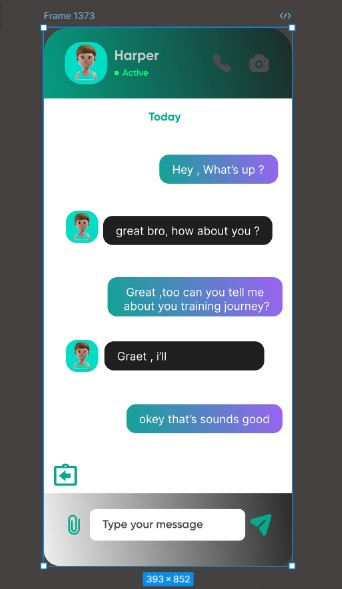 Frame 1373
</>
Harper
Active
Today
Hey , What's up ?
great bro, how about you ?
Great ,too can you tell me
about you training journey?
Graet , i'll
okey that's sounds good
Type your message
393 × 852